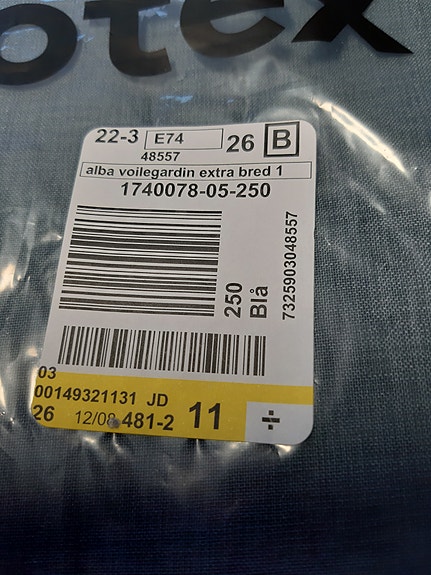 otex
22-3 E74 26 B
48557
alba voilegardin extra bred 1
1740078-05-250
250
Blå
7325903048557
03
00149321131 JD
26 12/08 481-2 11 ÷